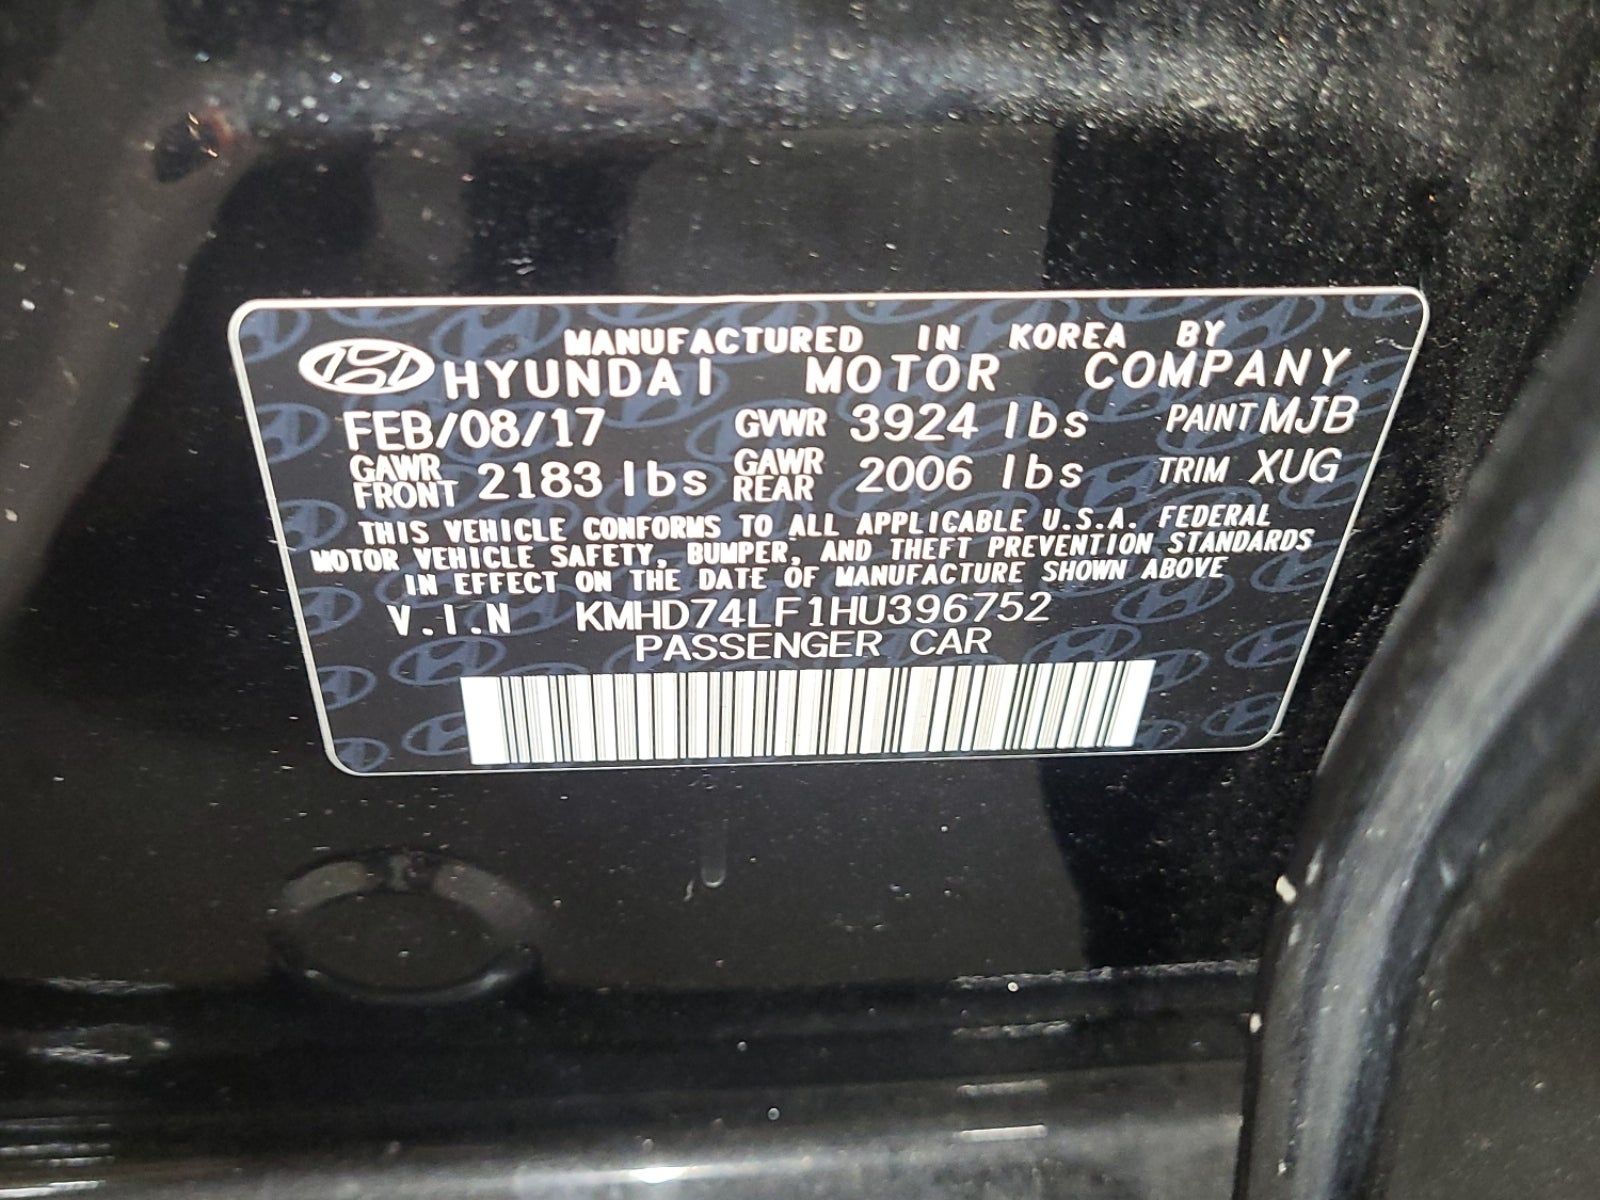 MANUFACTURED IN KOREA BY
HYUNDAI MOTOR COMPANY
FEB/08/17 GVWR 3924 lbs PAINT MJB
GAWR FRONT 2183 lbs GAWR REAR 2006 lbs TRIM XUG
THIS VEHICLE CONFORMS TO ALL APPLICABLE U.S.A. FEDERAL
MOTOR VEHICLE SAFETY, BUMPER, AND THEFT PREVENTION STANDARDS
IN EFFECT ON THE DATE OF MANUFACTURE SHOWN ABOVE
V.I.N KMHD74LF1HU396752
PASSENGER CAR